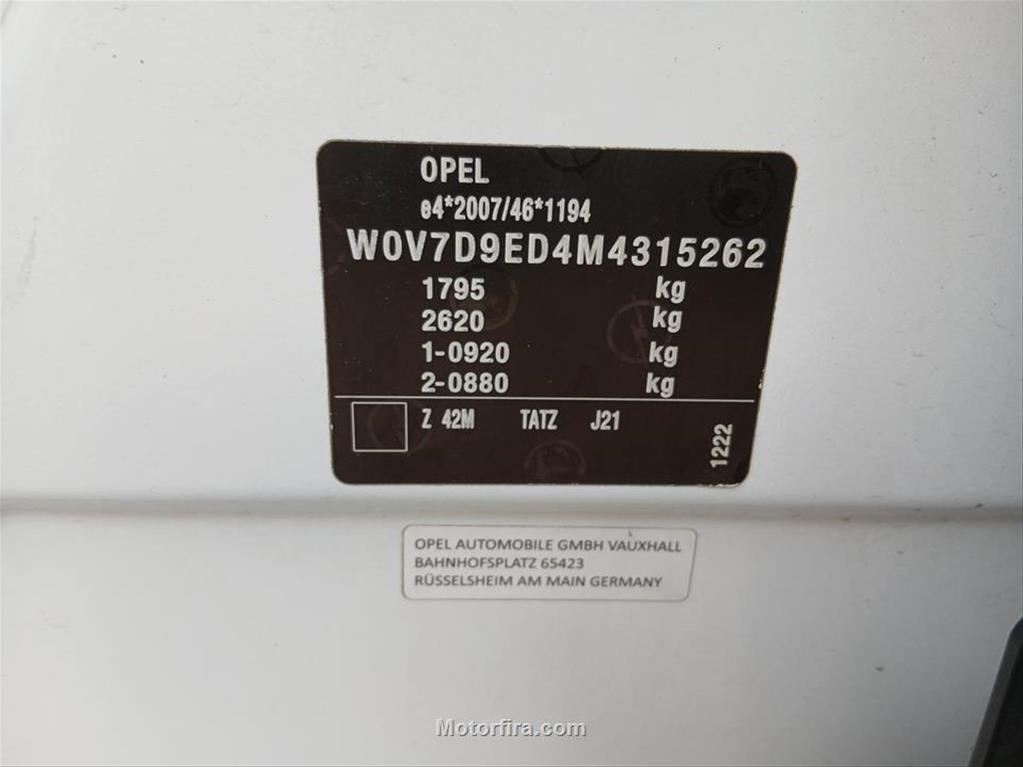 OPEL
e4*2007/46*1194
W0V7D9ED4M4315262
1795 kg
2620 kg
1-0920 kg
2-0880 kg
Z 42M TATZ J21
1222
OPEL AUTOMOBILE GMBH VAUXHALL
BAHNHOFSPLATZ 65423
RÜSSELSHEIM AM MAIN GERMANY
Motorfira.com